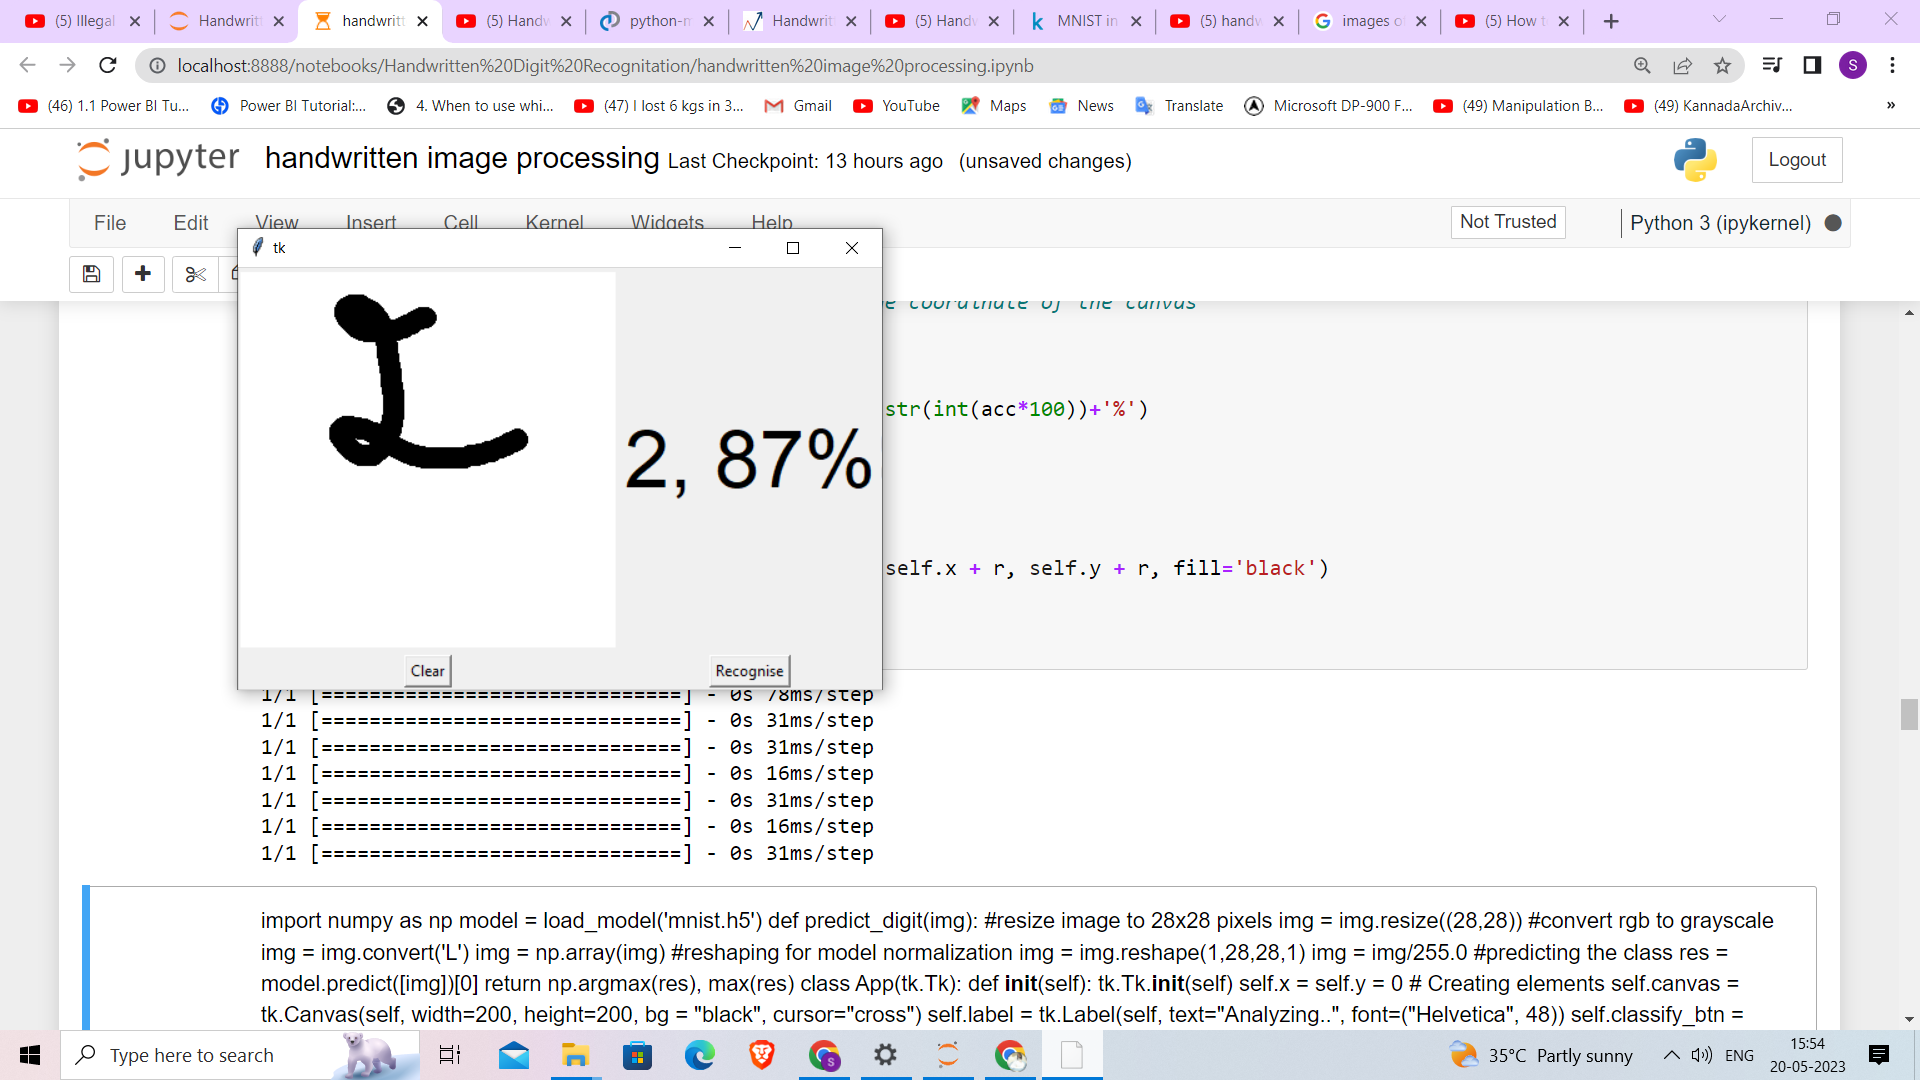 (5) Illegal
Handwritt
handwritt
(5) Handw
python-m
Handwrit
(5) Handw
MNIST in
(5) handw
images of
(5) How t
localhost:8888/notebooks/Handwritten%20Digit%20Recognitation/handwritten%20image%20processing.ipynb
S
(46) 1.1 Power BI Tu...
Power BI Tutorial:...
4. When to use whi...
(47) I lost 6 kgs in 3...
Gmail
YouTube
Maps
News
Translate
Microsoft DP-900 F...
(49) Manipulation B...
(49) KannadaArchiv...
»
jupyter handwritten image processing Last Checkpoint: 13 hours ago (unsaved changes)
Logout
File Edit View Insert Cell Kernel Widgets Help
Not Trusted
Python 3 (ipykernel)
tk
coordinate of the canvas
str(int(acc*100))+'%')
2, 87%
self.x + r, self.y + r, fill='black')
Clear
Recognise
1/1 [==============================] - 0s 78ms/step
1/1 [==============================] - 0s 31ms/step
1/1 [==============================] - 0s 31ms/step
1/1 [==============================] - 0s 16ms/step
1/1 [==============================] - 0s 31ms/step
1/1 [==============================] - 0s 16ms/step
1/1 [==============================] - 0s 31ms/step
import numpy as np model = load_model('mnist.h5') def predict_digit(img): #resize image to 28x28 pixels img = img.resize((28,28)) #convert rgb to grayscale
img = img.convert('L') img = np.array(img) #reshaping for model normalization img = img.reshape(1,28,28,1) img = img/255.0 #predicting the class res =
model.predict([img])[0] return np.argmax(res), max(res) class App(tk.Tk): def init(self): tk.Tk.init(self) self.x = self.y = 0 # Creating elements self.canvas =
tk.Canvas(self, width=200, height=200, bg = "black", cursor="cross") self.label = tk.Label(self, text="Analyzing..", font=("Helvetica", 48)) self.classify_btn =
Type here to search
35°C Partly sunny
ENG
15:54
20-05-2023